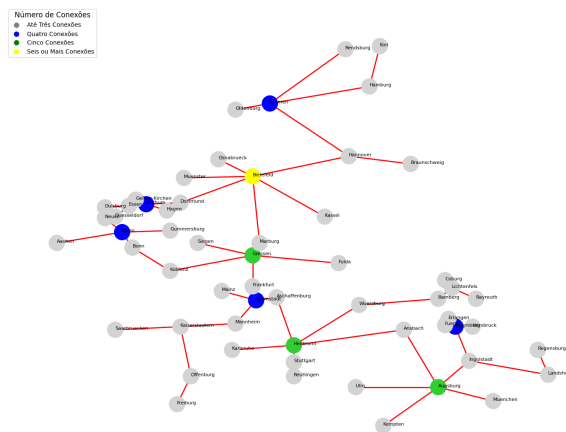 Número de Conexões
Até Três Conexões
Quatro Conexões
Cinco Conexões
Seis ou Mais Conexões
Rendsburg
Kiel
Hamburg
Oldenburg
Hannover
Braunschweig
Osnabrueck
Muenster
Bielefeld
Dortmund
Kassel
Duisburg
Essen
Hagen
Neuss
Duesseldorf
Gummersburg
Aachen
Bonn
Siegen
Marburg
Giessen
Fulda
Koblenz
Frankfurt
Mainz
Aschaffenburg
Mannheim
Saarbruecken
Kaiserslautern
Karlsruhe
Stuttgart
Reutlingen
Offenburg
Freiburg
Wuerzburg
Ansbach
Coburg
Lichtenfels
Bamberg
Bayreuth
Erlangen
Ingolstadt
Regensburg
Landshut
Ulm
Augsburg
Muenchen
Kempten